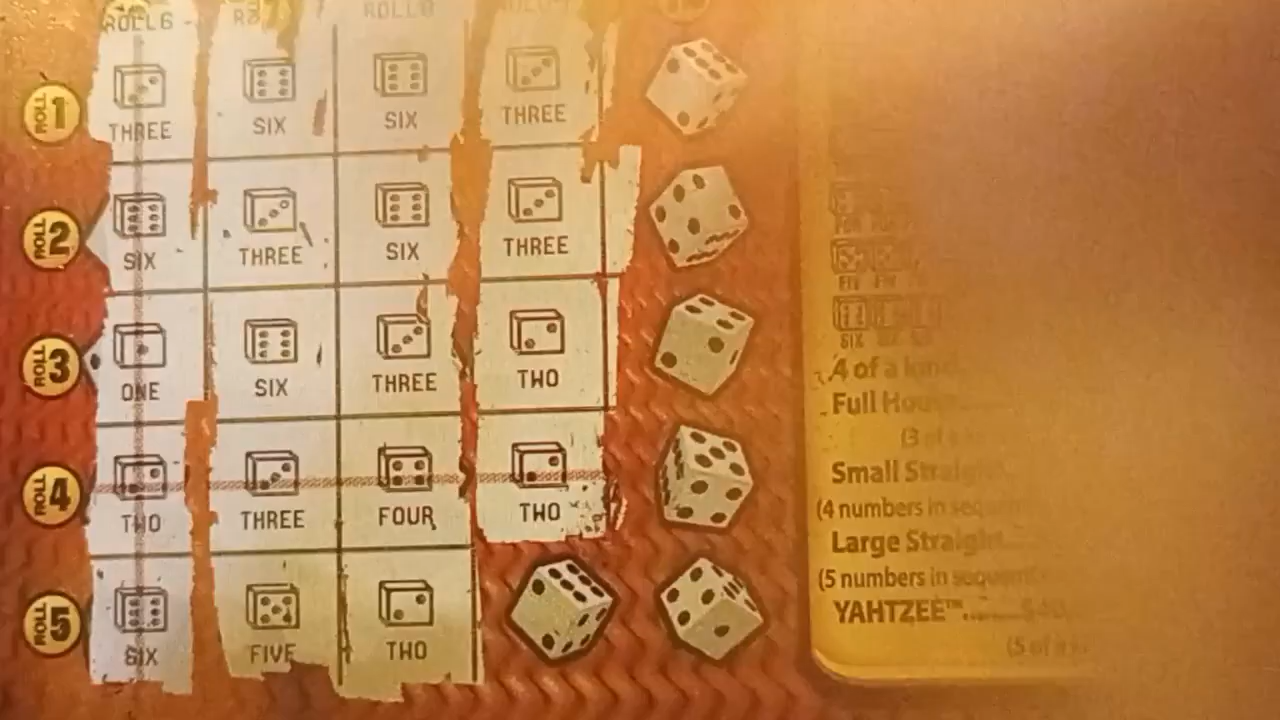 ROLL6
ROLL 1 THREE SIX SIX THREE
ROLL 2 SIX THREE SIX THREE
ROLL 3 ONE SIX THREE TWO
ROLL 4 TWO THREE FOUR TWO
ROLL 5 SIX FIVE TWO
SIX
4 of a kind
Full House
Small Straight
(4 numbers in sequence
Large Straight
(5 numbers in sequence
YAHTZEE™